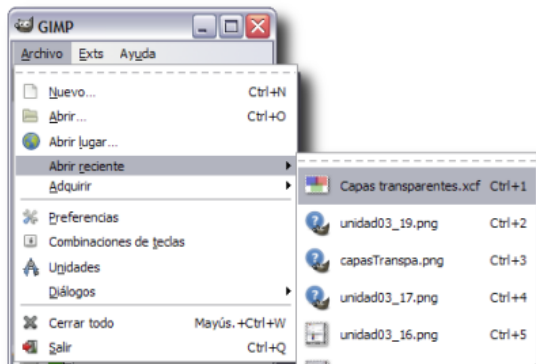 GIMP
Archivo Exts Ayuda
Nuevo... Ctrl+N
Abrir... Ctrl+O
Abrir lugar...
Abrir reciente
Adquirir
Preferencias
Combinaciones de teclas
Unidades
Diálogos
Cerrar todo Mayús.+Ctrl+W
Salir Ctrl+Q
Capas transparentes.xcf Ctrl+1
unidad03_19.png Ctrl+2
capasTranspa.png Ctrl+3
unidad03_17.png Ctrl+4
unidad03_16.png Ctrl+5